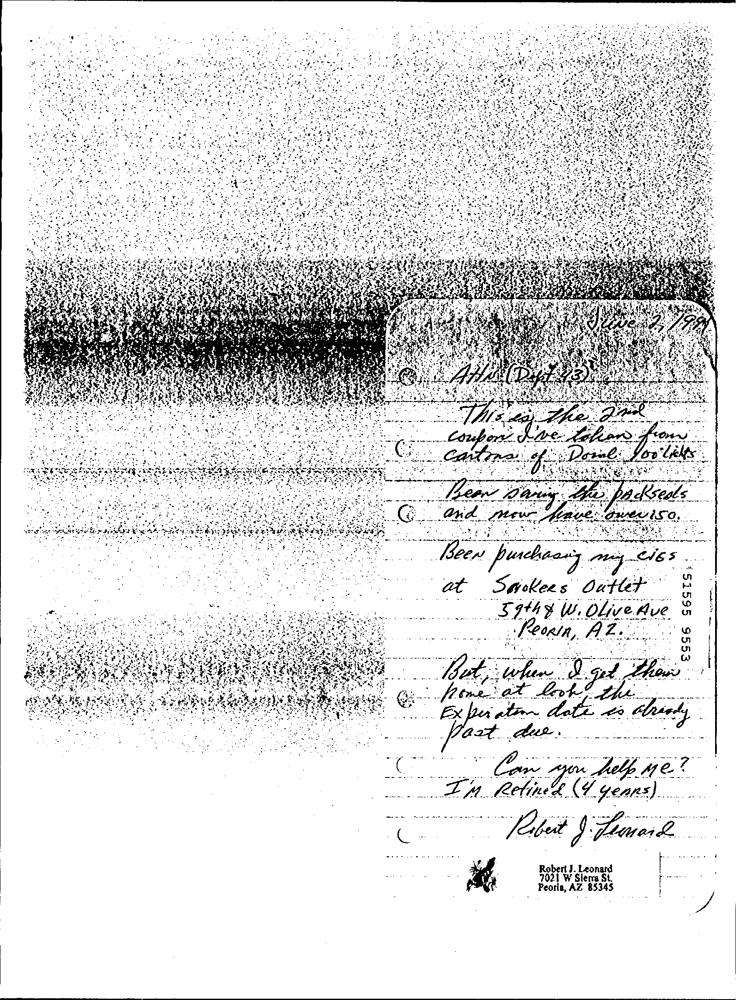 June 2, 199
Attn (Dept 43)
This is the 2nd
coupon I've taken from
cartons of Doral 100 Lights
Been saving the packseals
and now have over 150.
Been purchasing my cigs
at Smokers Outlet
59th & W. Olive Ave
Peoria, AZ.
But, when I get them
home at look the
Expiration date is already
past due.
Can you help me?
I'm Retired (4 years)
Robert J. Leonard
Robert J. Leonard
7021 W Sierra St.
Peoria, AZ 85345
51595 9553